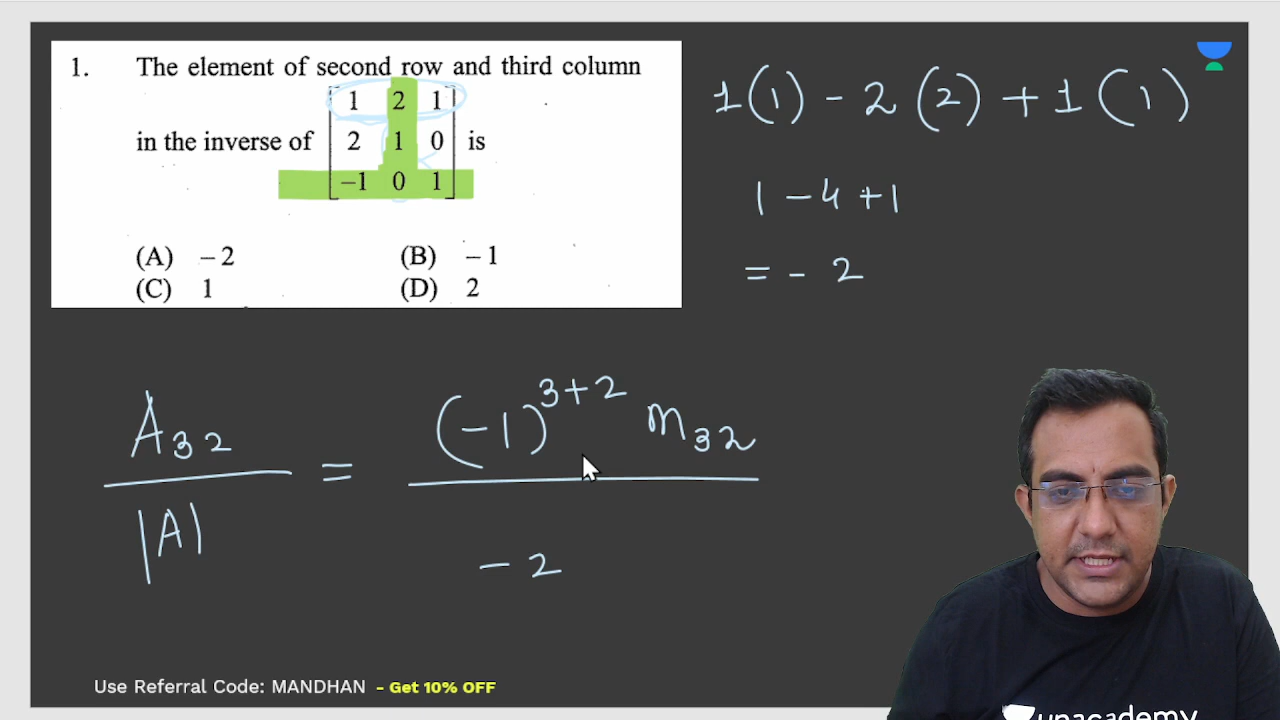 1. The element of second row and third column
1 2 1
in the inverse of 2 1 0 is
-1 0 1
(A) - 2 (B) - 1
(C) 1 (D) 2
1(1) - 2(2) + 1(1)
1 - 4 + 1
= - 2
A32 / |A| = (-1)^3+2 m32 / - 2
Use Referral Code: MANDHAN - Get 10% OFF
unacademy